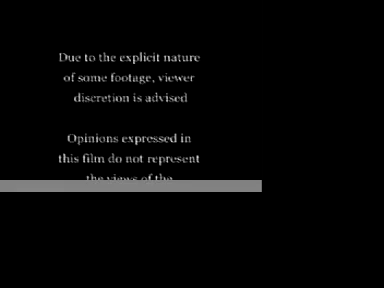 Due to the explicit nature
of some footage, viewer
discretion is advised
Opinions expressed in
this film do not represent
the views of the